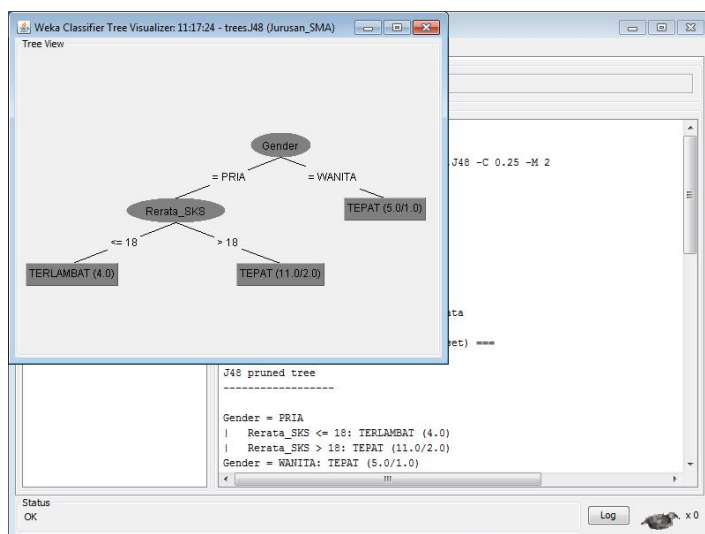 Weka Classifier Tree Visualizer: 11:17:24 - trees.J48 (Jurusan_SMA)
Tree View
Gender
= PRIA
= WANITA
Rerata_SKS
TEPAT (5.0/1.0)
<= 18
> 18
TERLAMBAT (4.0)
TEPAT (11.0/2.0)
.J48 -C 0.25 -M 2
ata
set) ===
J48 pruned tree
------------------
Gender = PRIA
|   Rerata_SKS <= 18: TERLAMBAT (4.0)
|   Rerata_SKS > 18: TEPAT (11.0/2.0)
Gender = WANITA: TEPAT (5.0/1.0)
Status
OK
Log
x 0